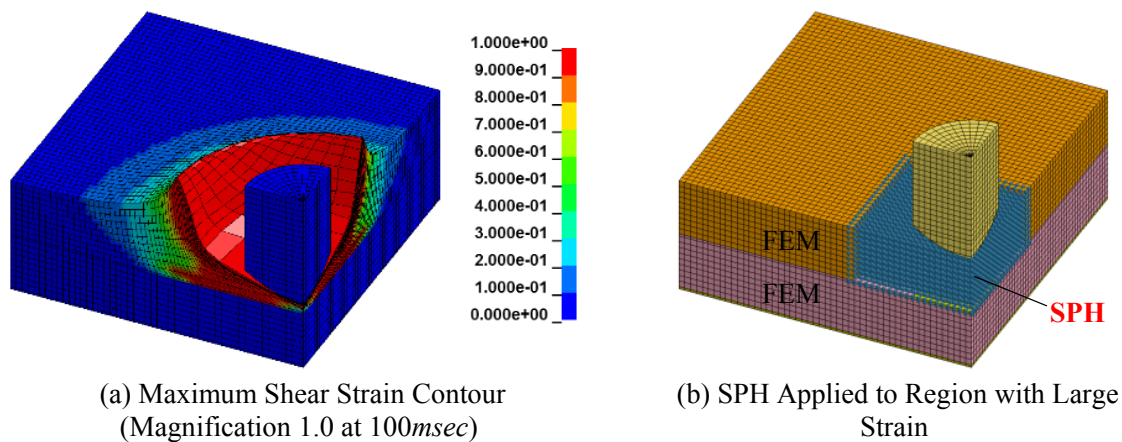 1.000e+00
9.000e-01
8.000e-01
7.000e-01
6.000e-01
5.000e-01
4.000e-01
3.000e-01
2.000e-01
1.000e-01
0.000e+00
(a) Maximum Shear Strain Contour
(Magnification 1.0 at 100msec)
FEM
FEM
SPH
(b) SPH Applied to Region with Large
Strain